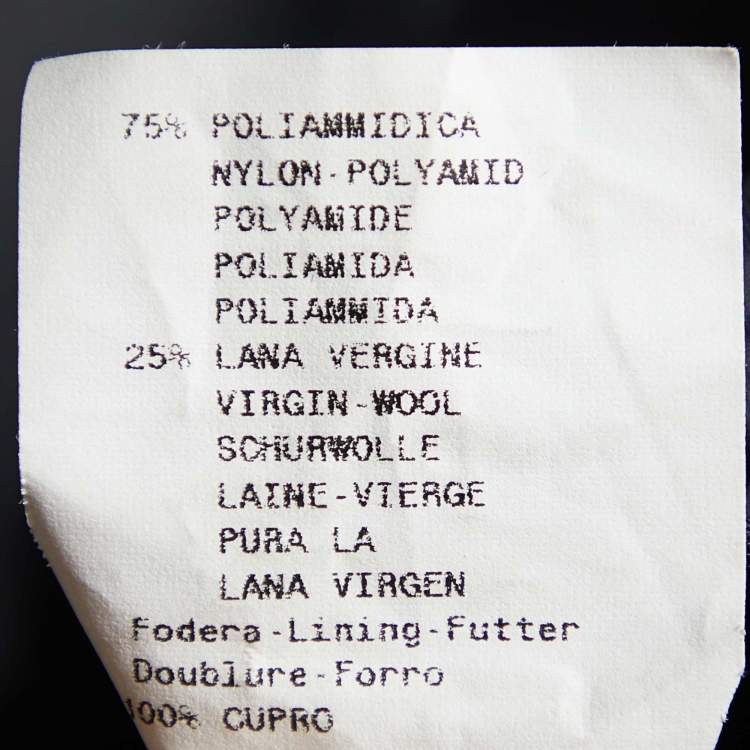 75% POLIAMMIDICA
NYLON-POLYAMID
POLYAMIDE
POLIAMIDA
POLIAMMIDA
25% LANA VERGINE
VIRGIN-WOOL
SCHURWOLLE
LAINE-VIERGE
PURA LA
LANA VIRGEN
Fodera-Lining-Futter
Doublure-Forro
100% CUPRO